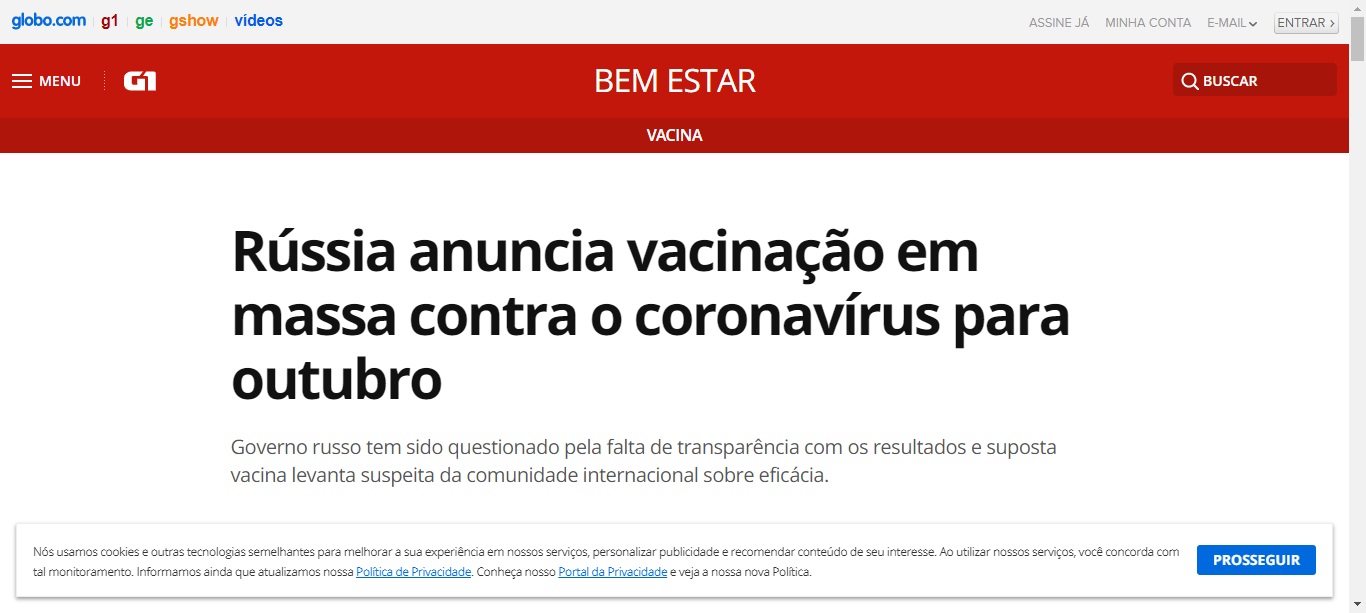 globo.com g1 ge gshow vídeos ASSINE JÁ MINHA CONTA E-MAIL ENTRAR
MENU G1 BEM ESTAR BUSCAR
VACINA
Rússia anuncia vacinação em
massa contra o coronavírus para
outubro
Governo russo tem sido questionado pela falta de transparência com os resultados e suposta
vacina levanta suspeita da comunidade internacional sobre eficácia.
Nós usamos cookies e outras tecnologias semelhantes para melhorar a sua experiência em nossos serviços, personalizar publicidade e recomendar conteúdo de seu interesse. Ao utilizar nossos serviços, você concorda com
tal monitoramento. Informamos ainda que atualizamos nossa Política de Privacidade. Conheça nosso Portal da Privacidade e veja a nossa nova Política.
PROSSEGUIR